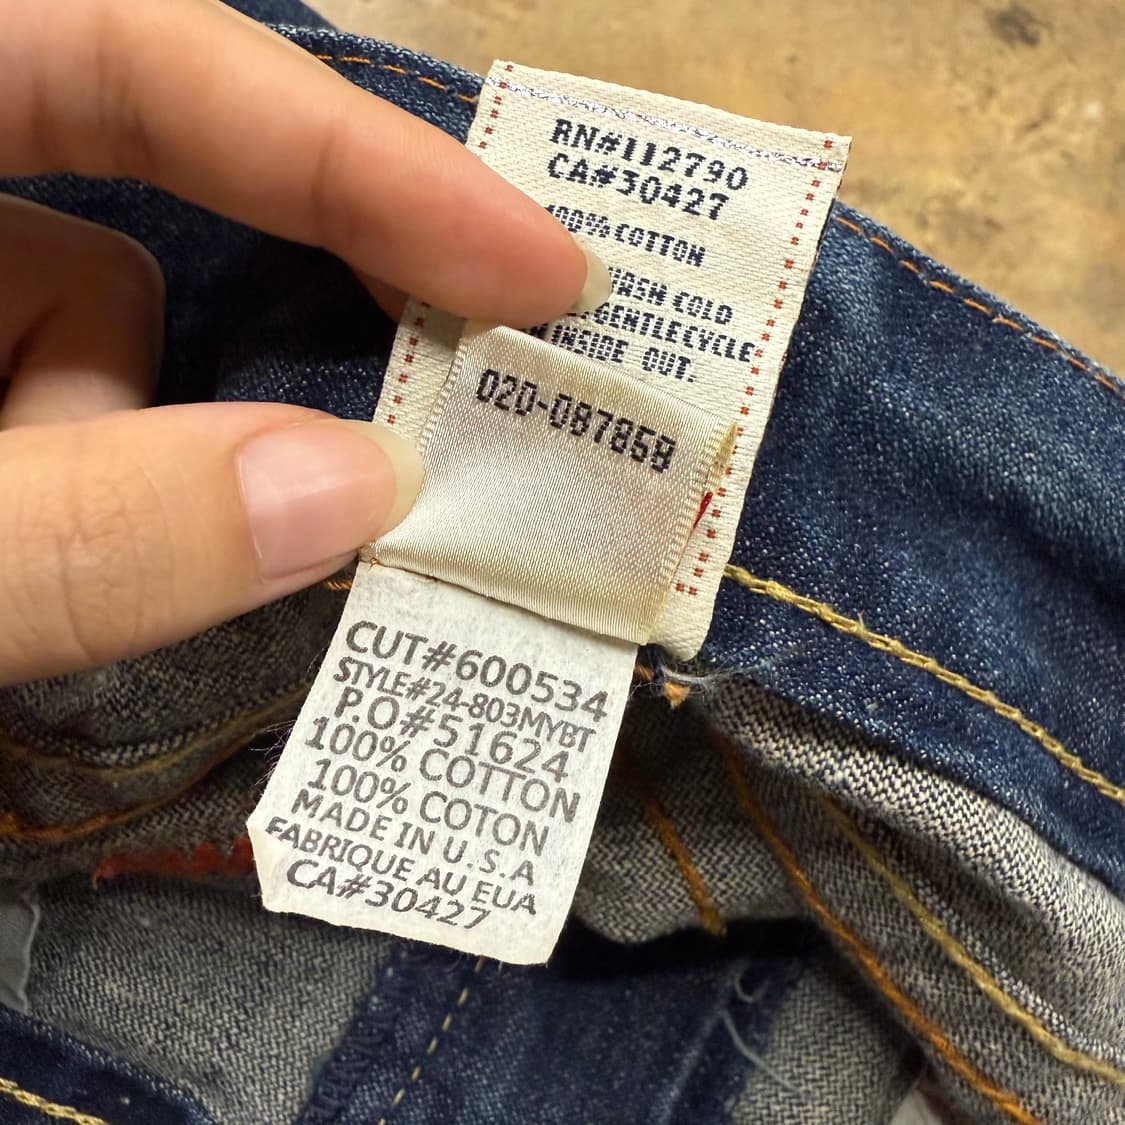 RN#112790
CA#30427
100% COTTON
WASH COLD
GENTLE CYCLE
INSIDE OUT.
020-087868
CUT#600534
STYLE#24-803MYBT
P.O#51624
100% COTTON
100% COTON
MADE IN U.S.A
FABRIQUE AU EUA
CA#30427